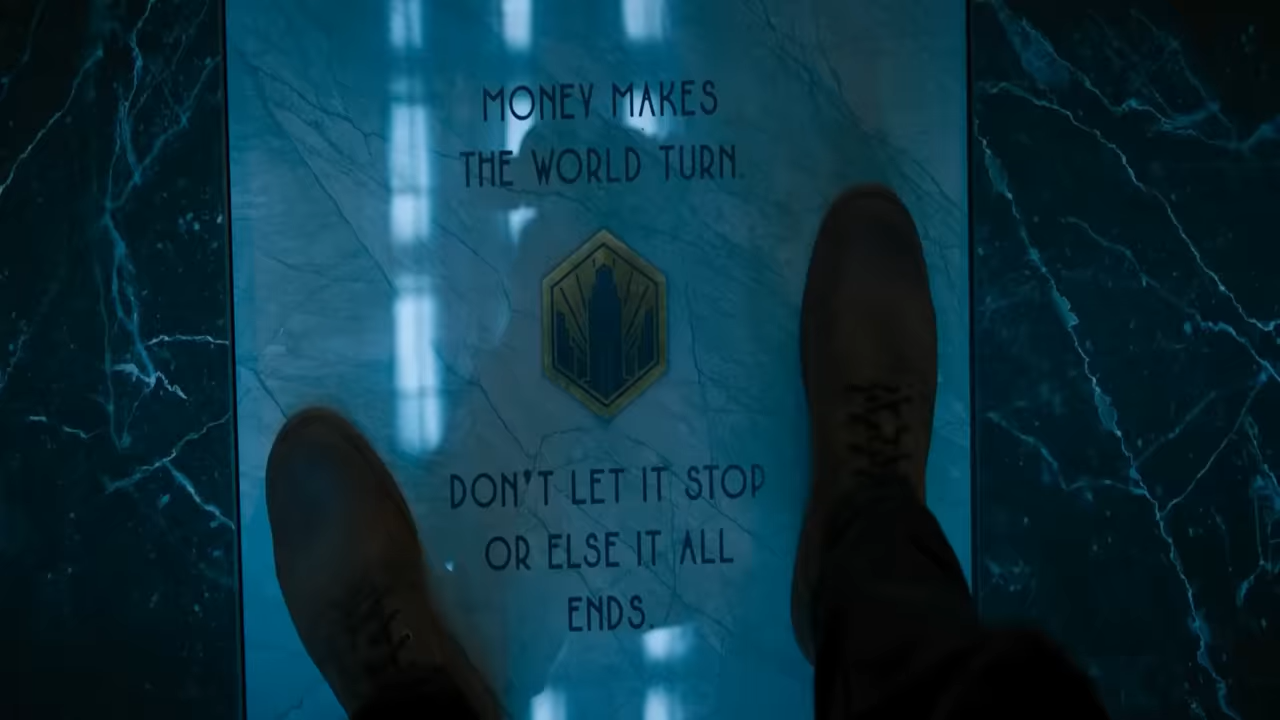 MONEY MAKES
THE WORLD TURN.
DON'T LET IT STOP
OR ELSE IT ALL
ENDS.